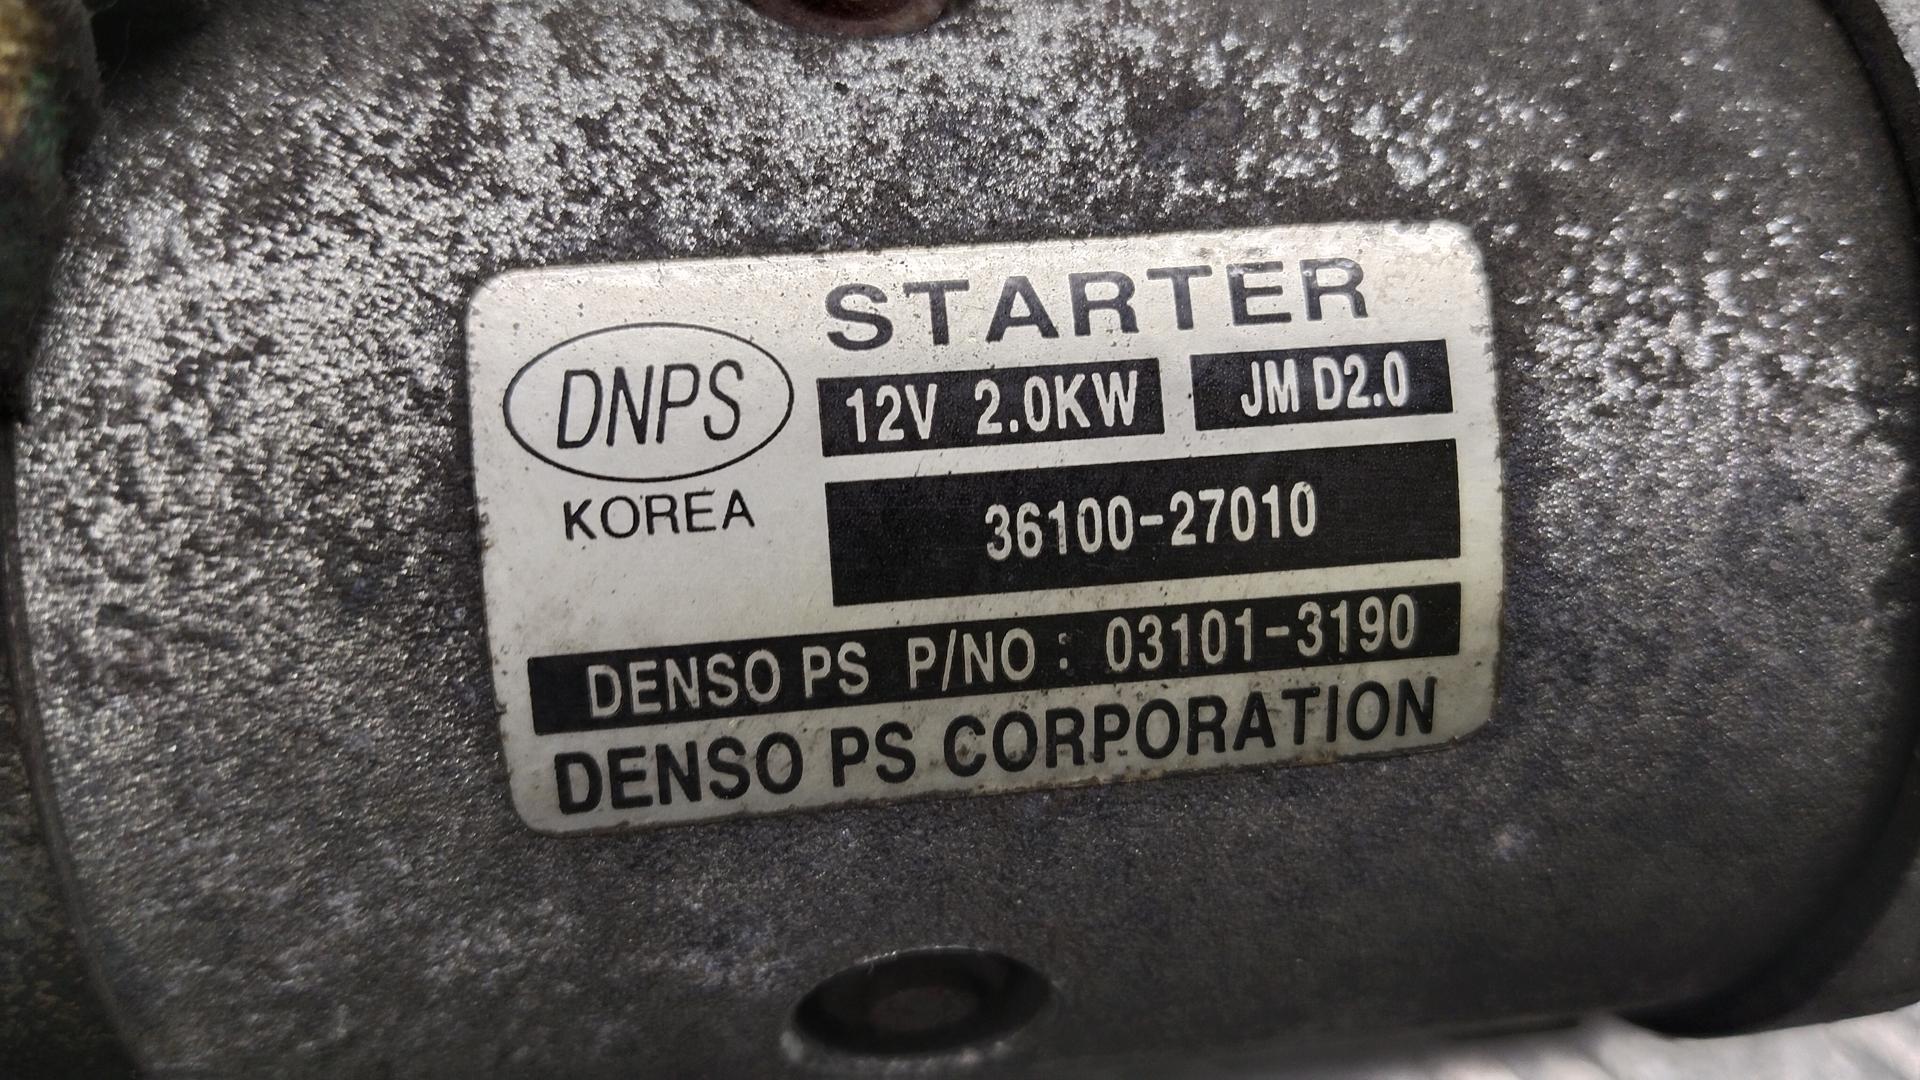 STARTER
DNPS
12V 2.0KW JM D2.0
KOREA
36100-27010
DENSO PS P/NO : 03101-3190
DENSO PS CORPORATION